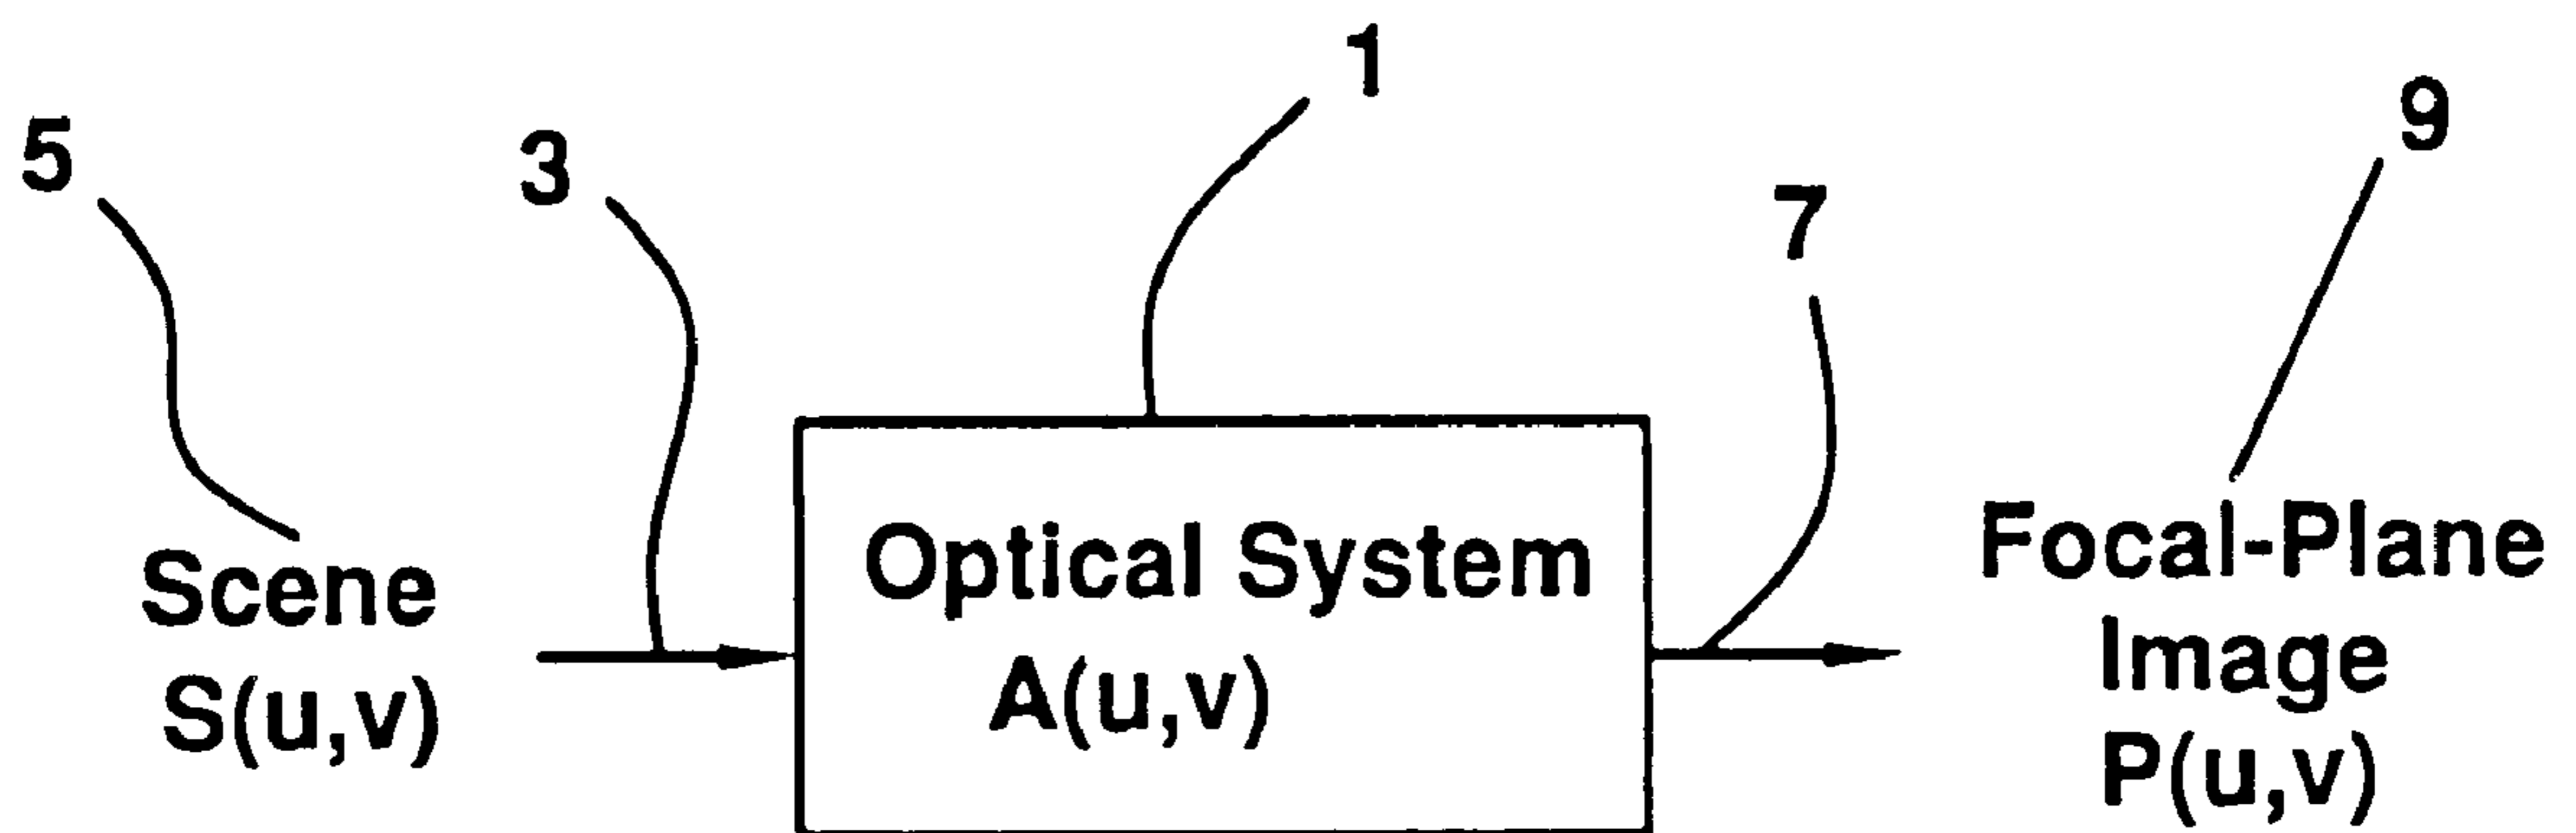 1
5
3
7
9
Scene
S(u,v)
Optical System
A(u,v)
Focal-Plane
Image
P(u,v)